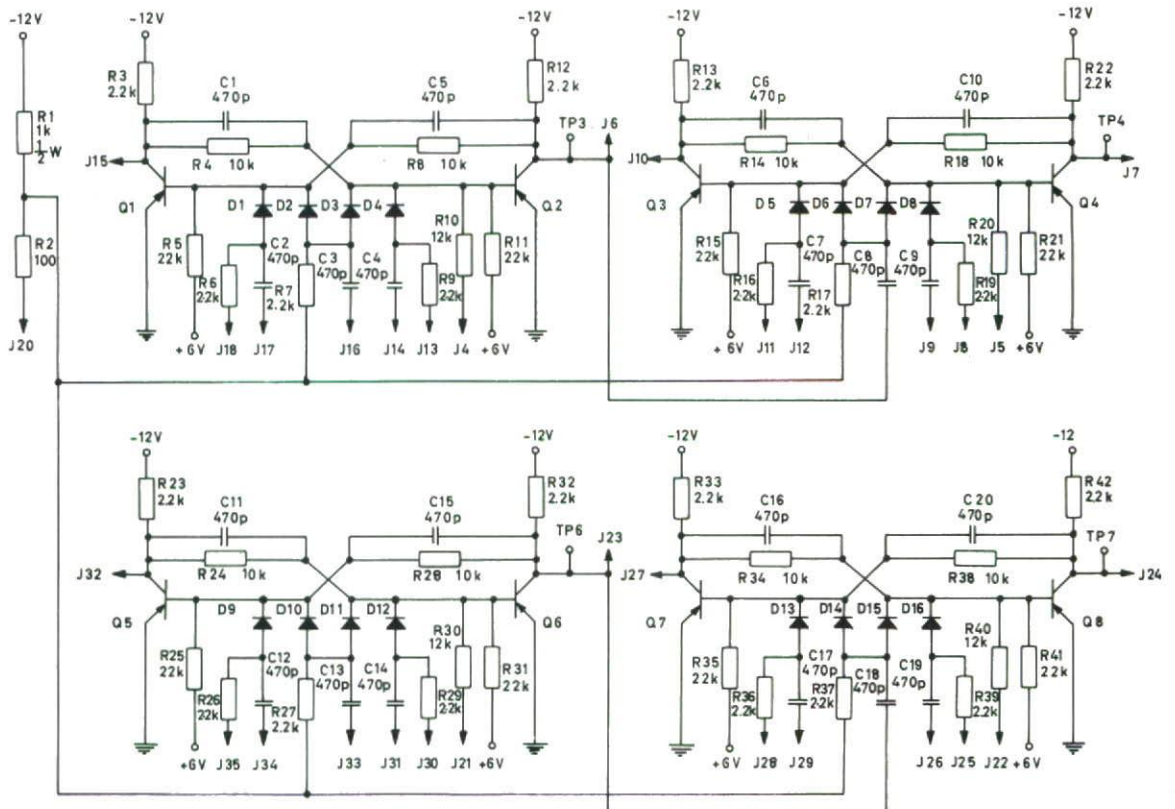 -12V
-12V
-12V
-12V
-12V
R1
1k
½W
R2
100
J20
R3
2.2k
C1
470p
R4 10k
C5
470p
R8 10k
R12
2.2k
TP3
J6
J15
Q1
Q2
D1
D2
D3
D4
R5
22k
R6
22k
C2
470p
R7
2.2k
C3
470p
C4
470p
R9
2.2k
R10
12k
R11
22k
+6V
J18
J17
J16
J14
J13
J4
+6V
R13
2.2k
C6
470p
R14 10k
C10
470p
R18 10k
R22
2.2k
TP4
J7
J10
Q3
Q4
D5
D6
D7
D8
R15
22k
R16
22k
C7
470p
R17
2.2k
C8
470p
C9
470p
R19
2.2k
R20
12k
R21
22k
+6V
J11
J12
J9
J8
J5
+6V
-12V
-12V
-12V
-12
R23
2.2k
C11
470p
R24 10k
C15
470p
R28 10k
R32
2.2k
TP6
J23
J32
Q5
Q6
D9
D10
D11
D12
R25
22k
R26
22k
C12
470p
R27
2.2k
C13
470p
C14
470p
R29
2.2k
R30
12k
R31
22k
+6V
J35
J34
J33
J31
J30
J21
+6V
R33
2.2k
C16
470p
R34 10k
C20
470p
R38 10k
R42
2.2k
TP7
J24
J27
Q7
Q8
D13
D14
D15
D16
R35
22k
R36
2.2k
C17
470p
R37
2.2k
C18
470p
C19
470p
R39
2.2k
R40
12k
R41
22k
+6V
J28
J29
J26
J25
J22
+6V